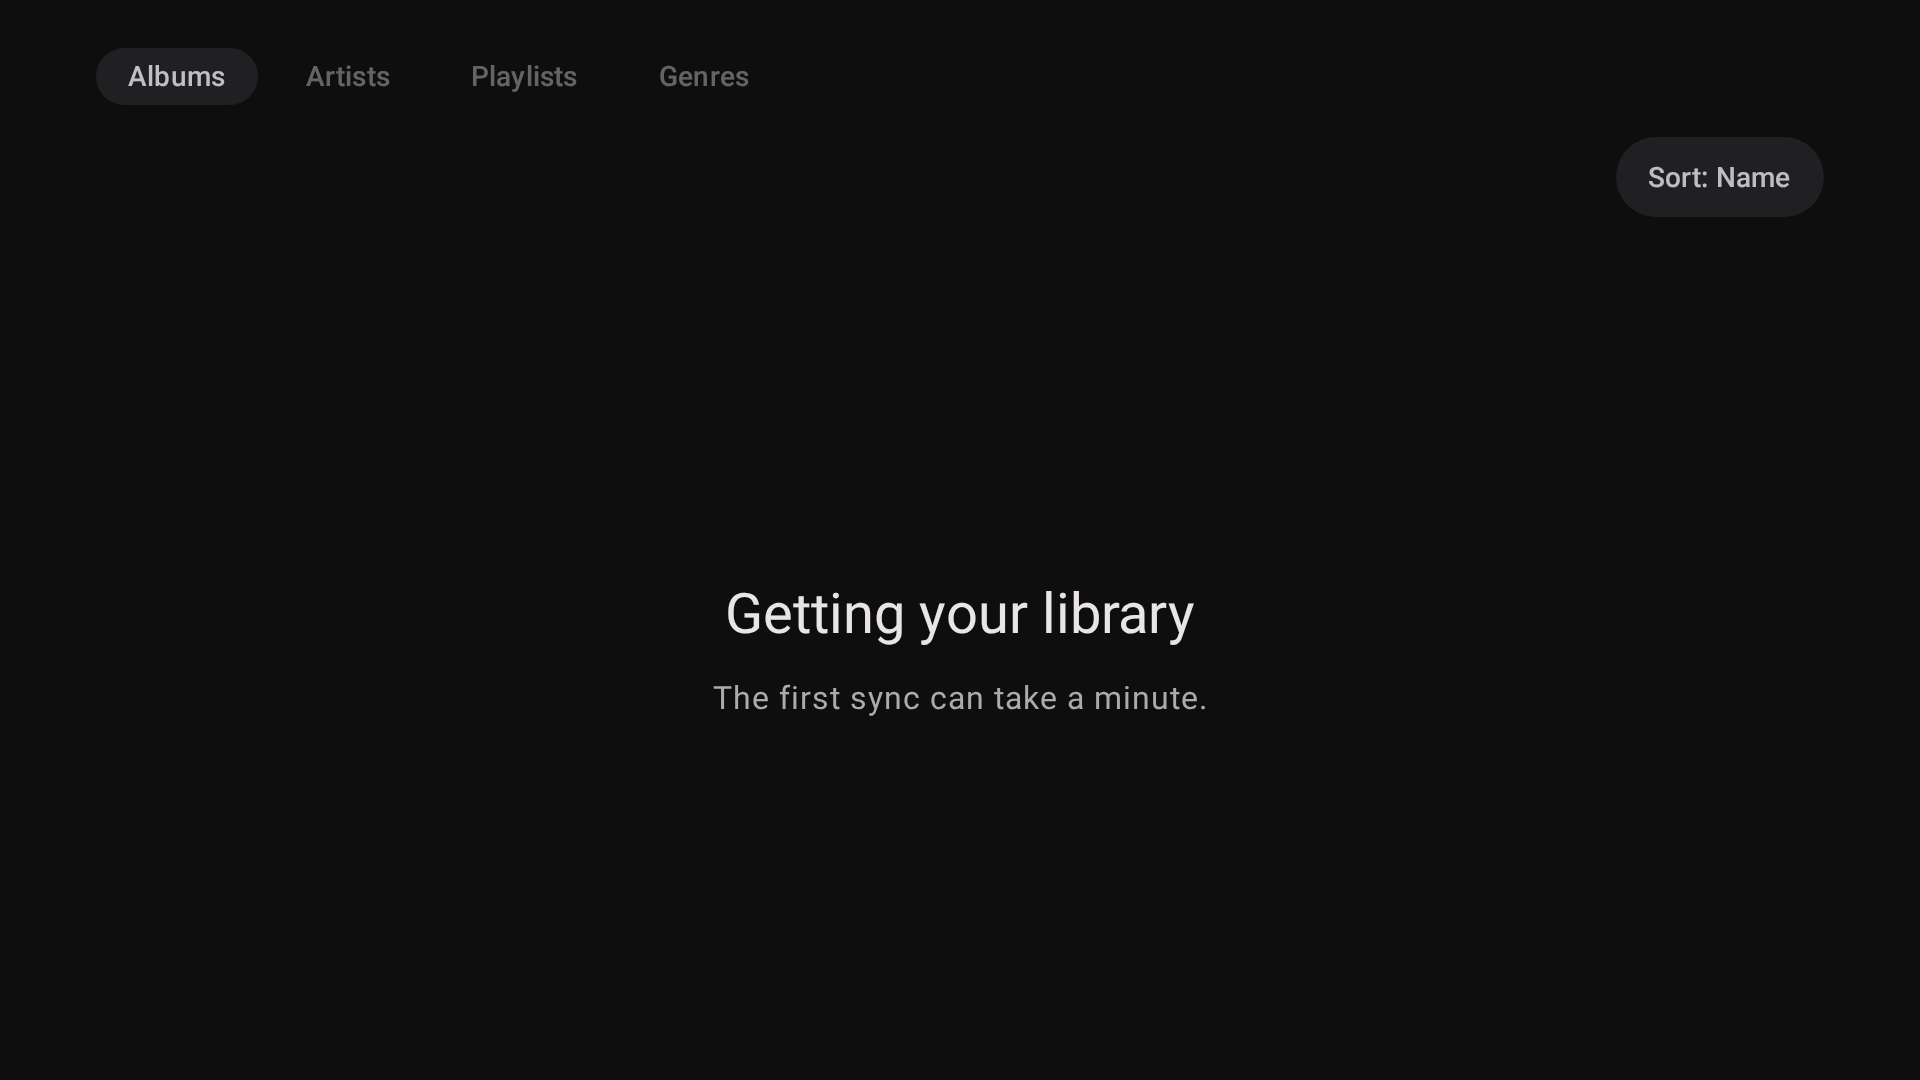 Albums Artists Playlists Genres
Sort: Name
Getting your library
The first sync can take a minute.